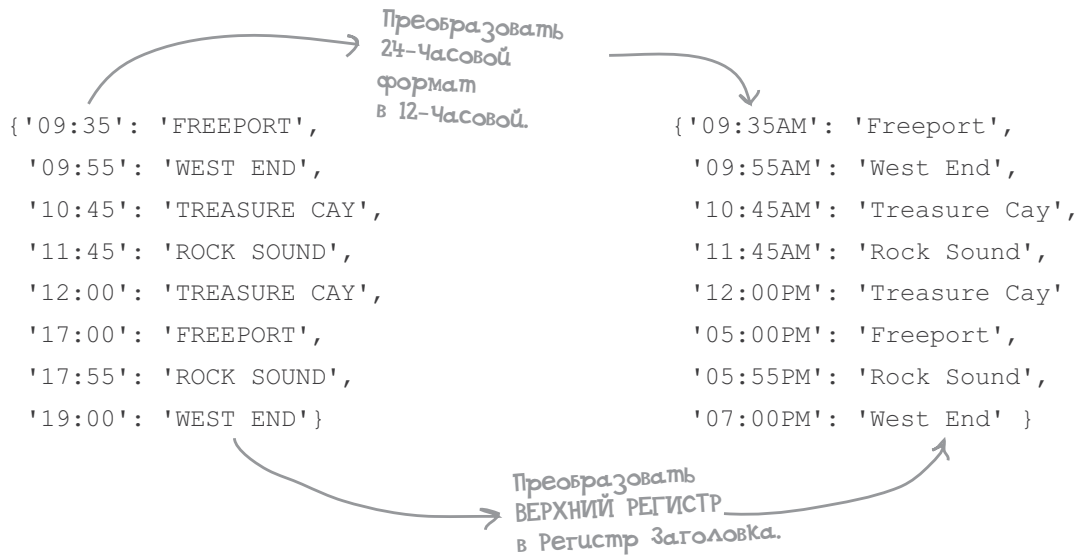 Преобразовать
24-часовой
формат
в 12-часовой.
{'09:35': 'FREEPORT',
'09:55': 'WEST END',
'10:45': 'TREASURE CAY',
'11:45': 'ROCK SOUND',
'12:00': 'TREASURE CAY',
'17:00': 'FREEPORT',
'17:55': 'ROCK SOUND',
'19:00': 'WEST END'}
{'09:35AM': 'Freeport',
'09:55AM': 'West End',
'10:45AM': 'Treasure Cay',
'11:45AM': 'Rock Sound',
'12:00PM': 'Treasure Cay'
'05:00PM': 'Freeport',
'05:55PM': 'Rock Sound',
'07:00PM': 'West End' }
Преобразовать
ВЕРХНИЙ РЕГИСТР
в Регистр Заголовка.